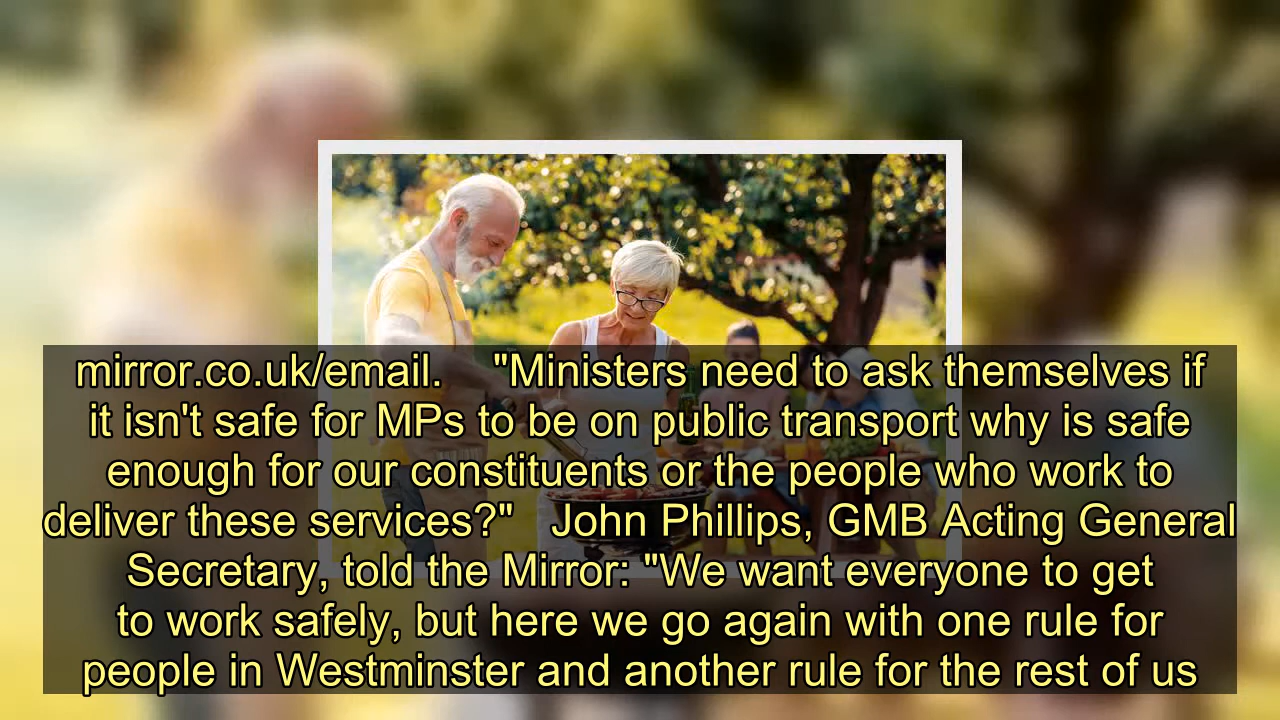 mirror.co.uk/email.    "Ministers need to ask themselves if
it isn't safe for MPs to be on public transport why is safe
enough for our constituents or the people who work to
deliver these services?"   John Phillips, GMB Acting General
Secretary, told the Mirror: "We want everyone to get
to work safely, but here we go again with one rule for
people in Westminster and another rule for the rest of us